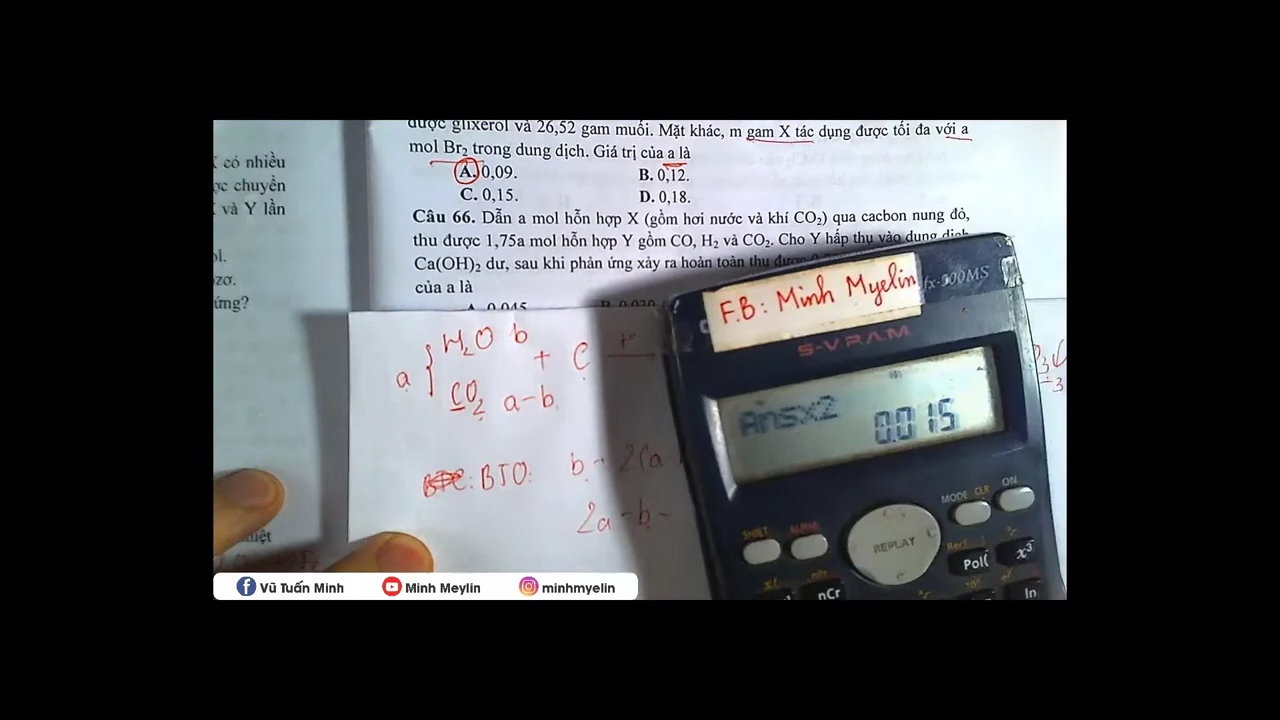 được glixerol và 26,52 gam muối. Mặt khác, m gam X tác dụng được tối đa với a
mol Br₂ trong dung dịch. Giá trị của a là
A. 0,09. B. 0,12.
C. 0,15. D. 0,18.
Câu 66. Dẫn a mol hỗn hợp X (gồm hơi nước và khí CO₂) qua cacbon nung đỏ,
thu được 1,75a mol hỗn hợp Y gồm CO, H₂ và CO₂. Cho Y hấp thụ vào dung dịch
Ca(OH)₂ dư, sau khi phản ứng xảy ra hoàn toàn thu được
của a là
A. 0,045 B. 0,030
có nhiều
ợc chuyển
và Y lần
ol.
zơ.
ứng?
hiệt
a { H₂O b
+ C
CO₂ a-b
: BTO: b + 2(a
2a - b =
F.B: Minh Myelin
fx-500MS
S-V.P.A.M.
Ans×2
0.015
SHIFT ALPHA REPLAY MODE CLR ON
Pol( x³
nCr ln
Vũ Tuấn Minh Minh Meylin minhmyelin